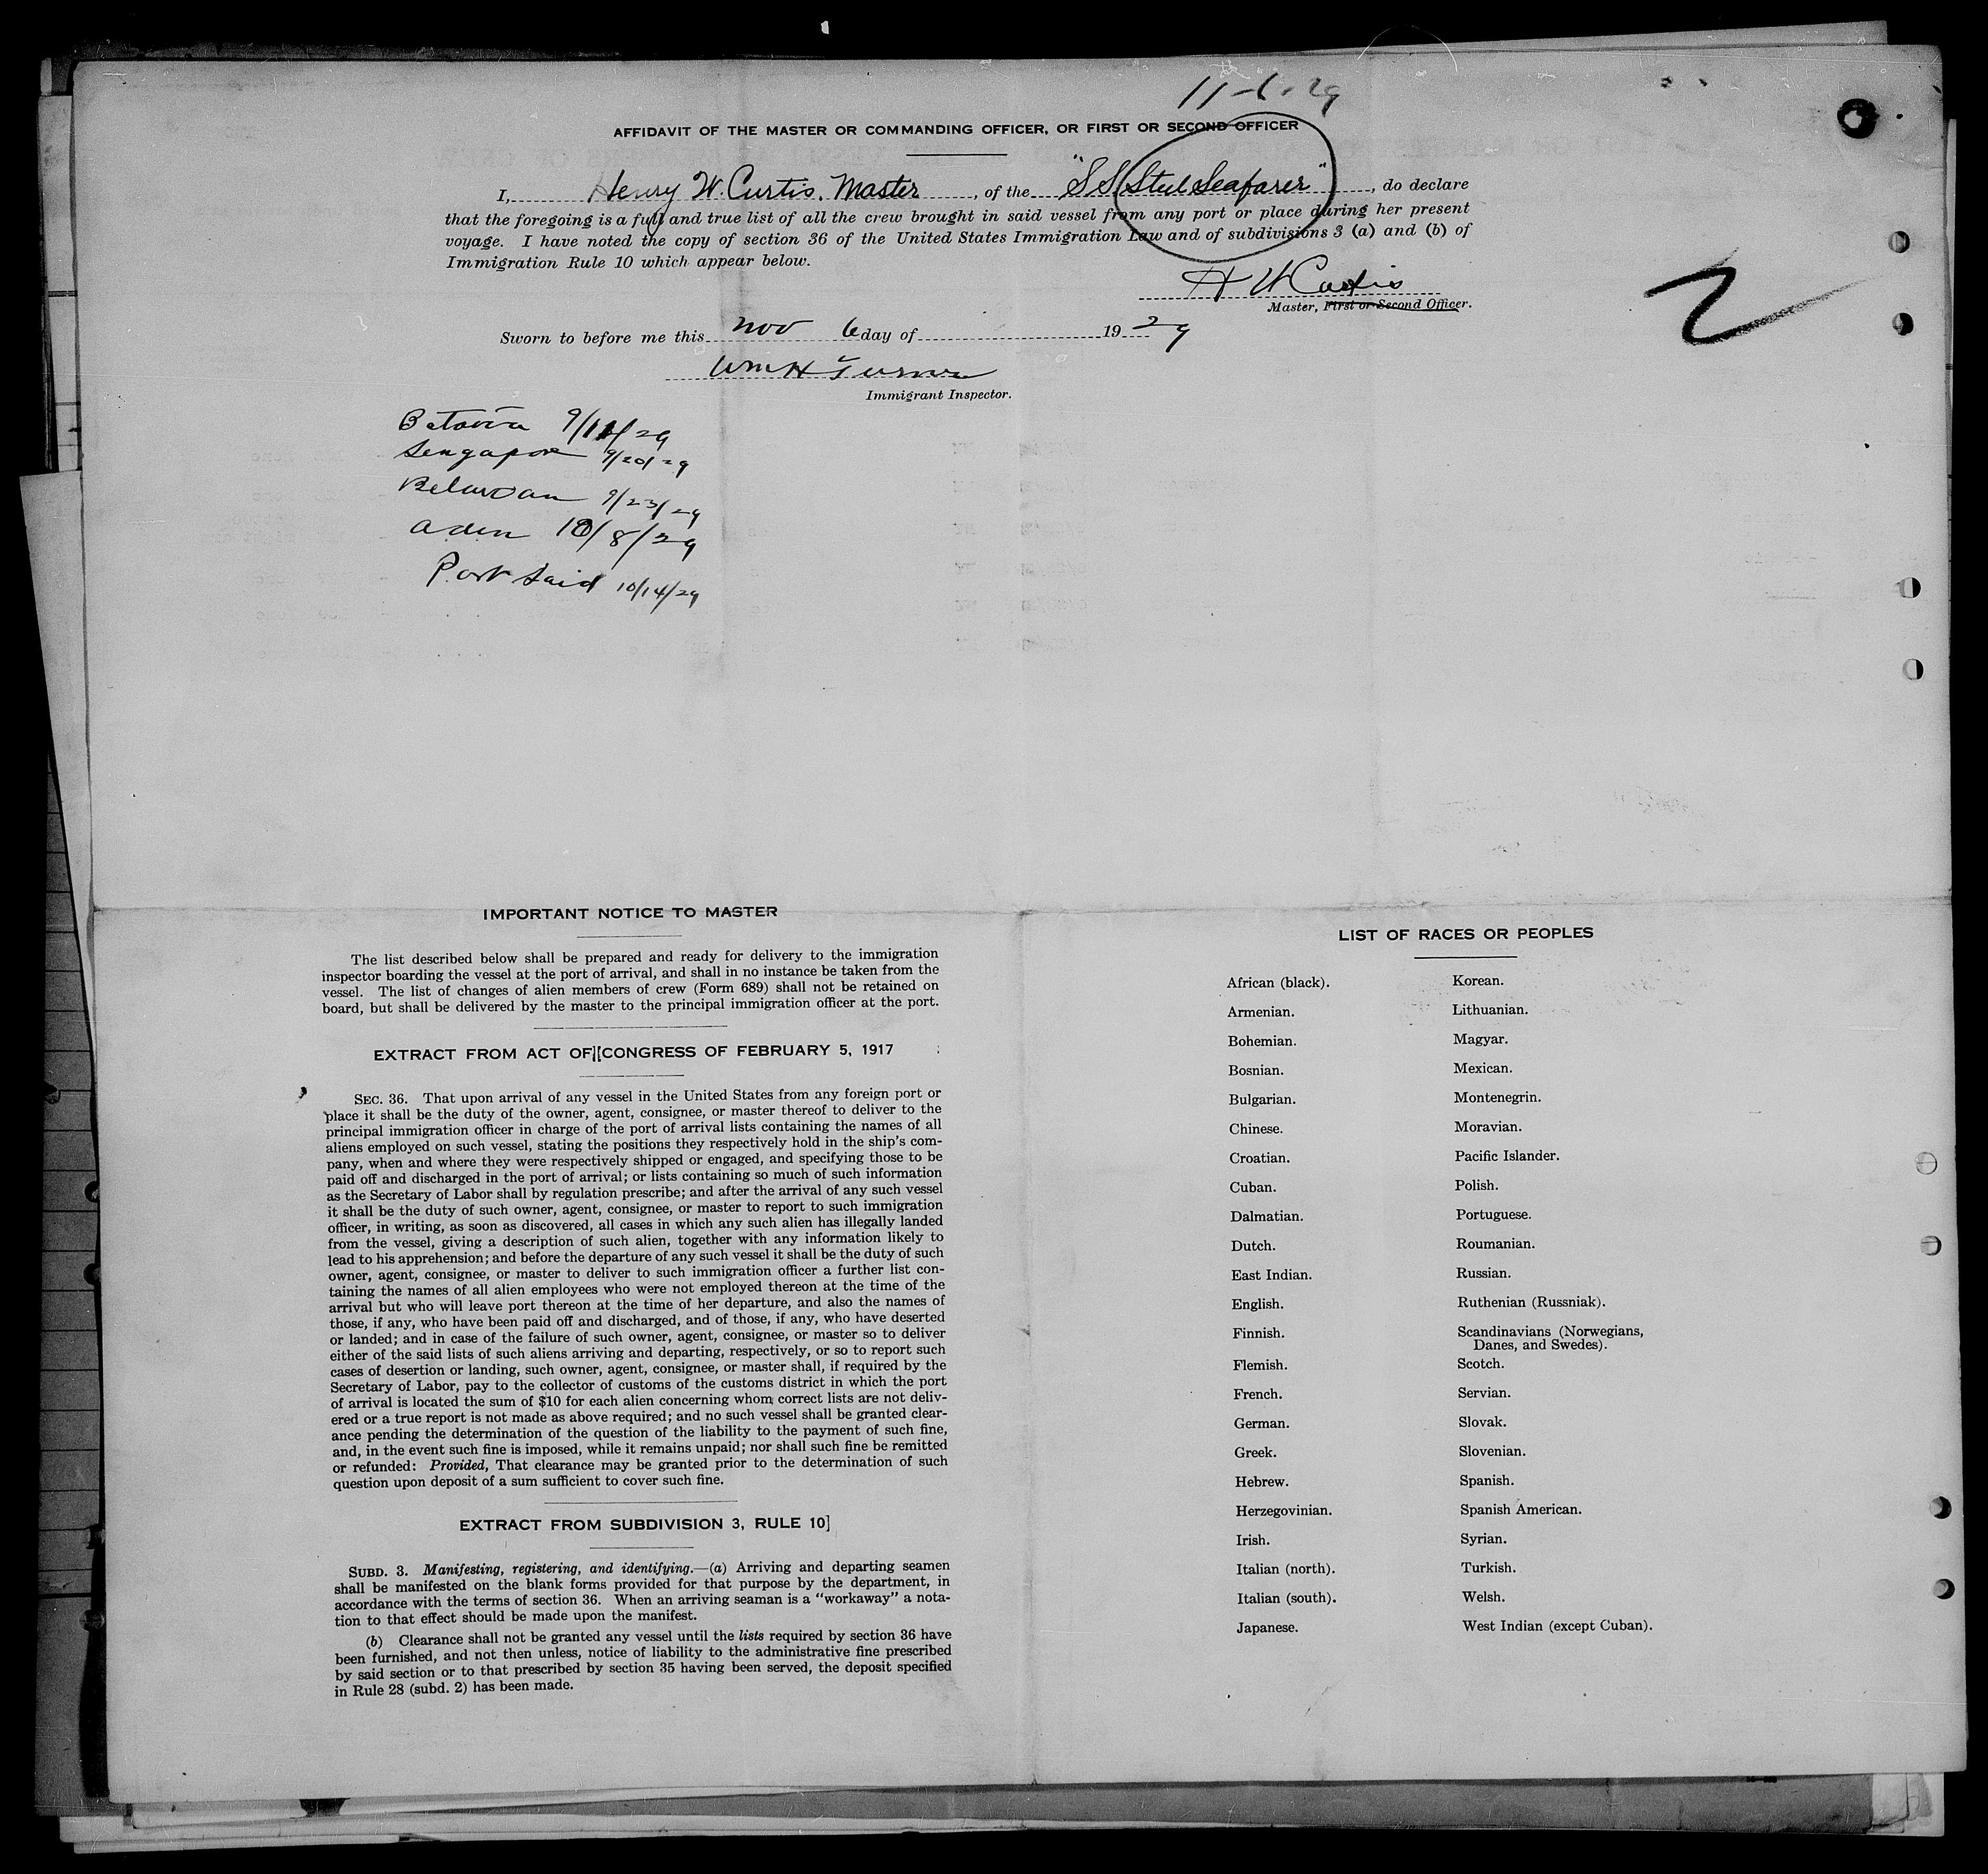 11-6-29
AFFIDAVIT OF THE MASTER OR COMMANDING OFFICER, OR FIRST OR SECOND OFFICER
I, Henry W. Curtis, Master, of the "SS Steel Seafarer", do declare
that the foregoing is a full and true list of all the crew brought in said vessel from any port or place during her present
voyage. I have noted the copy of section 36 of the United States Immigration Law and of subdivisions 3 (a) and (b) of
Immigration Rule 10 which appear below.
H W Curtis
Master, First or Second Officer.
2
Sworn to before me this Nov 6 day of 1929
Wm H Turner
Immigrant Inspector.
Batavia 9/11/29
Singapore 9/20/29
Belawan 9/23/29
Aden 10/8/29
Port Said 10/14/29
IMPORTANT NOTICE TO MASTER
The list described below shall be prepared and ready for delivery to the immigration
inspector boarding the vessel at the port of arrival, and shall in no instance be taken from the
vessel. The list of changes of alien members of crew (Form 689) shall not be retained on
board, but shall be delivered by the master to the principal immigration officer at the port.
EXTRACT FROM ACT OF CONGRESS OF FEBRUARY 5, 1917
SEC. 36. That upon arrival of any vessel in the United States from any foreign port or
place it shall be the duty of the owner, agent, consignee, or master thereof to deliver to the
principal immigration officer in charge of the port of arrival lists containing the names of all
aliens employed on such vessel, stating the positions they respectively hold in the ship's com-
pany, when and where they were respectively shipped or engaged, and specifying those to be
paid off and discharged in the port of arrival; or lists containing so much of such information
as the Secretary of Labor shall by regulation prescribe; and after the arrival of any such vessel
it shall be the duty of such owner, agent, consignee, or master to report to such immigration
officer, in writing, as soon as discovered, all cases in which any such alien has illegally landed
from the vessel, giving a description of such alien, together with any information likely to
lead to his apprehension; and before the departure of any such vessel it shall be the duty of such
owner, agent, consignee, or master to deliver to such immigration officer a further list con-
taining the names of all alien employees who were not employed thereon at the time of the
arrival but who will leave port thereon at the time of her departure, and also the names of
those, if any, who have been paid off and discharged, and of those, if any, who have deserted
or landed; and in case of the failure of such owner, agent, consignee, or master so to deliver
either of the said lists of such aliens arriving and departing, respectively, or so to report such
cases of desertion or landing, such owner, agent, consignee, or master shall, if required by the
Secretary of Labor, pay to the collector of customs of the customs district in which the port
of arrival is located the sum of $10 for each alien concerning whom correct lists are not deliv-
ered or a true report is not made as above required; and no such vessel shall be granted clear-
ance pending the determination of the question of the liability to the payment of such fine,
and, in the event such fine is imposed, while it remains unpaid; nor shall such fine be remitted
or refunded: Provided, That clearance may be granted prior to the determination of such
question upon deposit of a sum sufficient to cover such fine.
EXTRACT FROM SUBDIVISION 3, RULE 10
SUBD. 3. Manifesting, registering, and identifying.—(a) Arriving and departing seamen
shall be manifested on the blank forms provided for that purpose by the department, in
accordance with the terms of section 36. When an arriving seaman is a "workaway" a nota-
tion to that effect should be made upon the manifest.
(b) Clearance shall not be granted any vessel until the lists required by section 36 have
been furnished, and not then unless, notice of liability to the administrative fine prescribed
by said section or to that prescribed by section 35 having been served, the deposit specified
in Rule 28 (subd. 2) has been made.
LIST OF RACES OR PEOPLES
African (black).
Armenian.
Bohemian.
Bosnian.
Bulgarian.
Chinese.
Croatian.
Cuban.
Dalmatian.
Dutch.
East Indian.
English.
Finnish.
Flemish.
French.
German.
Greek.
Hebrew.
Herzegovinian.
Irish.
Italian (north).
Italian (south).
Japanese.
Korean.
Lithuanian.
Magyar.
Mexican.
Montenegrin.
Moravian.
Pacific Islander.
Polish.
Portuguese.
Roumanian.
Russian.
Ruthenian (Russniak).
Scandinavians (Norwegians,
Danes, and Swedes).
Scotch.
Servian.
Slovak.
Slovenian.
Spanish.
Spanish American.
Syrian.
Turkish.
Welsh.
West Indian (except Cuban).